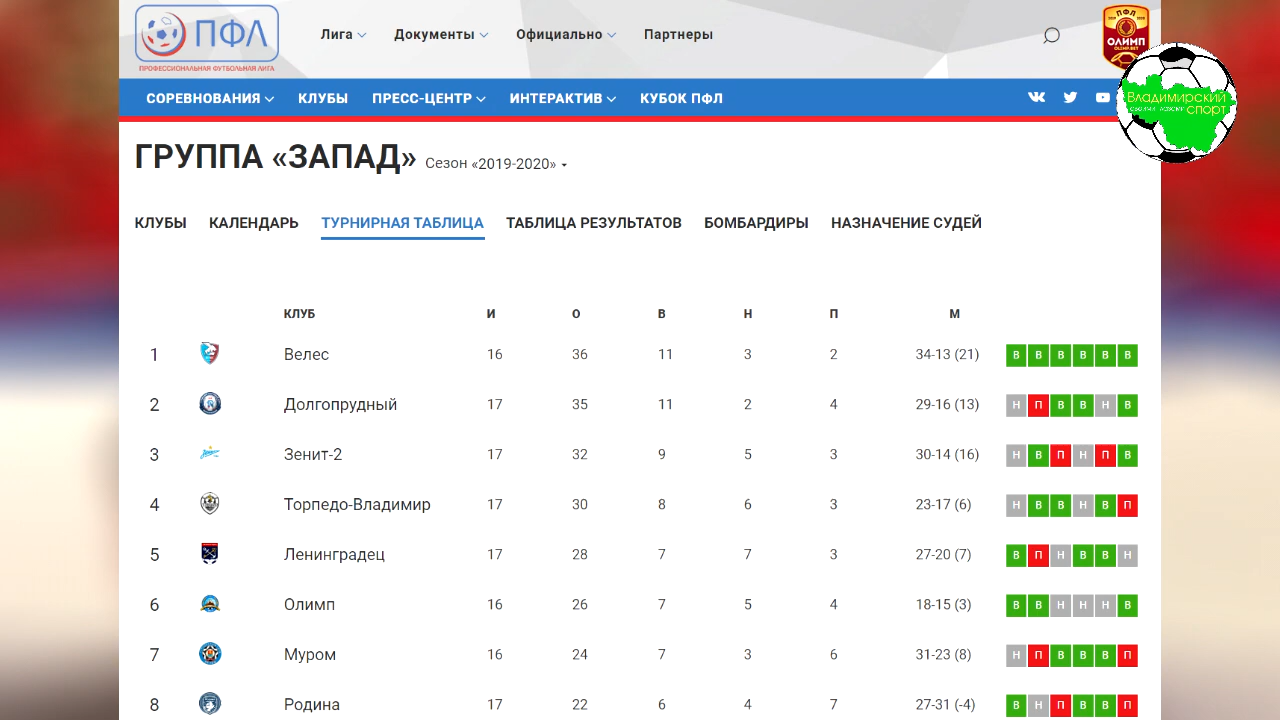 ПФЛ
ПРОФЕССИОНАЛЬНАЯ ФУТБОЛЬНАЯ ЛИГА
Лига Документы Официально Партнеры
ПФЛ
ОЛИМП
OLIMP.BET
СОРЕВНОВАНИЯ КЛУБЫ ПРЕСС-ЦЕНТР ИНТЕРАКТИВ КУБОК ПФЛ
Владимирский
спорт
ГРУППА «ЗАПАД» Сезон «2019-2020»
КЛУБЫ КАЛЕНДАРЬ ТУРНИРНАЯ ТАБЛИЦА ТАБЛИЦА РЕЗУЛЬТАТОВ БОМБАРДИРЫ НАЗНАЧЕНИЕ СУДЕЙ
КЛУБ И О В Н П М
1 Велес 16 36 11 3 2 34-13 (21) В В В В В В
2 Долгопрудный 17 35 11 2 4 29-16 (13) Н П В В Н В
3 Зенит-2 17 32 9 5 3 30-14 (16) Н В П Н П В
4 Торпедо-Владимир 17 30 8 6 3 23-17 (6) Н В В Н В П
5 Ленинградец 17 28 7 7 3 27-20 (7) В П Н В В Н
6 Олимп 16 26 7 5 4 18-15 (3) В В Н Н Н В
7 Муром 16 24 7 3 6 31-23 (8) Н П В В В П
8 Родина 17 22 6 4 7 27-31 (-4) В Н П В В П